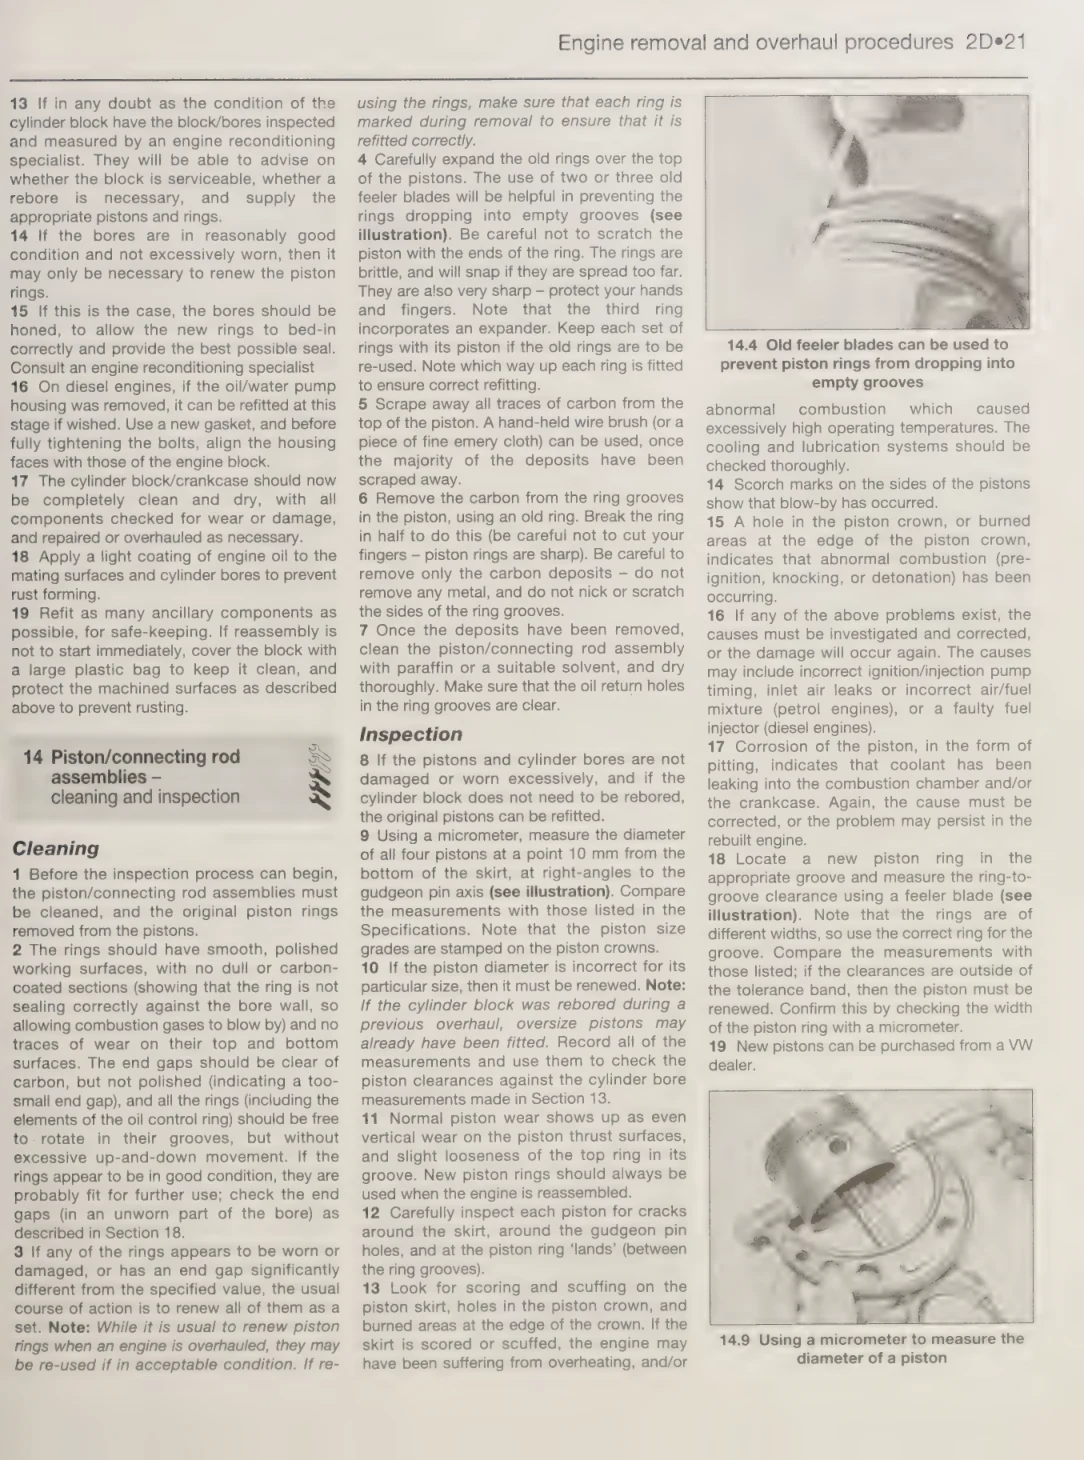 Engine removal and overhaul procedures 2D•21
13 If in any doubt as the condition of the
cylinder block have the block/bores inspected
and measured by an engine reconditioning
specialist. They will be able to advise on
whether the block is serviceable, whether a
rebore is necessary, and supply the
appropriate pistons and rings.
14 If the bores are in reasonably good
condition and not excessively worn, then it
may only be necessary to renew the piston
rings.
15 If this is the case, the bores should be
honed, to allow the new rings to bed-in
correctly and provide the best possible seal.
Consult an engine reconditioning specialist
16 On diesel engines, if the oil/water pump
housing was removed, it can be refitted at this
stage if wished. Use a new gasket, and before
fully tightening the bolts, align the housing
faces with those of the engine block.
17 The cylinder block/crankcase should now
be completely clean and dry, with all
components checked for wear or damage,
and repaired or overhauled as necessary.
18 Apply a light coating of engine oil to the
mating surfaces and cylinder bores to prevent
rust forming.
19 Refit as many ancillary components as
possible, for safe-keeping. If reassembly is
not to start immediately, cover the block with
a large plastic bag to keep it clean, and
protect the machined surfaces as described
above to prevent rusting.
14 Piston/connecting rod
assemblies –
cleaning and inspection
Cleaning
1 Before the inspection process can begin,
the piston/connecting rod assemblies must
be cleaned, and the original piston rings
removed from the pistons.
2 The rings should have smooth, polished
working surfaces, with no dull or carbon-
coated sections (showing that the ring is not
sealing correctly against the bore wall, so
allowing combustion gases to blow by) and no
traces of wear on their top and bottom
surfaces. The end gaps should be clear of
carbon, but not polished (indicating a too-
small end gap), and all the rings (including the
elements of the oil control ring) should be free
to rotate in their grooves, but without
excessive up-and-down movement. If the
rings appear to be in good condition, they are
probably fit for further use; check the end
gaps (in an unworn part of the bore) as
described in Section 18.
3 If any of the rings appears to be worn or
damaged, or has an end gap significantly
different from the specified value, the usual
course of action is to renew all of them as a
set. Note: While it is usual to renew piston
rings when an engine is overhauled, they may
be re-used if in acceptable condition. If re-
using the rings, make sure that each ring is
marked during removal to ensure that it is
refitted correctly.
4 Carefully expand the old rings over the top
of the pistons. The use of two or three old
feeler blades will be helpful in preventing the
rings dropping into empty grooves (see
illustration). Be careful not to scratch the
piston with the ends of the ring. The rings are
brittle, and will snap if they are spread too far.
They are also very sharp – protect your hands
and fingers. Note that the third ring
incorporates an expander. Keep each set of
rings with its piston if the old rings are to be
re-used. Note which way up each ring is fitted
to ensure correct refitting.
5 Scrape away all traces of carbon from the
top of the piston. A hand-held wire brush (or a
piece of fine emery cloth) can be used, once
the majority of the deposits have been
scraped away.
6 Remove the carbon from the ring grooves
in the piston, using an old ring. Break the ring
in half to do this (be careful not to cut your
fingers – piston rings are sharp). Be careful to
remove only the carbon deposits – do not
remove any metal, and do not nick or scratch
the sides of the ring grooves.
7 Once the deposits have been removed,
clean the piston/connecting rod assembly
with paraffin or a suitable solvent, and dry
thoroughly. Make sure that the oil return holes
in the ring grooves are clear.
Inspection
8 If the pistons and cylinder bores are not
damaged or worn excessively, and if the
cylinder block does not need to be rebored,
the original pistons can be refitted.
9 Using a micrometer, measure the diameter
of all four pistons at a point 10 mm from the
bottom of the skirt, at right-angles to the
gudgeon pin axis (see illustration). Compare
the measurements with those listed in the
Specifications. Note that the piston size
grades are stamped on the piston crowns.
10 If the piston diameter is incorrect for its
particular size, then it must be renewed. Note:
If the cylinder block was rebored during a
previous overhaul, oversize pistons may
already have been fitted. Record all of the
measurements and use them to check the
piston clearances against the cylinder bore
measurements made in Section 13.
11 Normal piston wear shows up as even
vertical wear on the piston thrust surfaces,
and slight looseness of the top ring in its
groove. New piston rings should always be
used when the engine is reassembled.
12 Carefully inspect each piston for cracks
around the skirt, around the gudgeon pin
holes, and at the piston ring 'lands' (between
the ring grooves).
13 Look for scoring and scuffing on the
piston skirt, holes in the piston crown, and
burned areas at the edge of the crown. If the
skirt is scored or scuffed, the engine may
have been suffering from overheating, and/or
14.4 Old feeler blades can be used to
prevent piston rings from dropping into
empty grooves
abnormal combustion which caused
excessively high operating temperatures. The
cooling and lubrication systems should be
checked thoroughly.
14 Scorch marks on the sides of the pistons
show that blow-by has occurred.
15 A hole in the piston crown, or burned
areas at the edge of the piston crown,
indicates that abnormal combustion (pre-
ignition, knocking, or detonation) has been
occurring.
16 If any of the above problems exist, the
causes must be investigated and corrected,
or the damage will occur again. The causes
may include incorrect ignition/injection pump
timing, inlet air leaks or incorrect air/fuel
mixture (petrol engines), or a faulty fuel
injector (diesel engines).
17 Corrosion of the piston, in the form of
pitting, indicates that coolant has been
leaking into the combustion chamber and/or
the crankcase. Again, the cause must be
corrected, or the problem may persist in the
rebuilt engine.
18 Locate a new piston ring in the
appropriate groove and measure the ring-to-
groove clearance using a feeler blade (see
illustration). Note that the rings are of
different widths, so use the correct ring for the
groove. Compare the measurements with
those listed; if the clearances are outside of
the tolerance band, then the piston must be
renewed. Confirm this by checking the width
of the piston ring with a micrometer.
19 New pistons can be purchased from a VW
dealer.
14.9 Using a micrometer to measure the
diameter of a piston